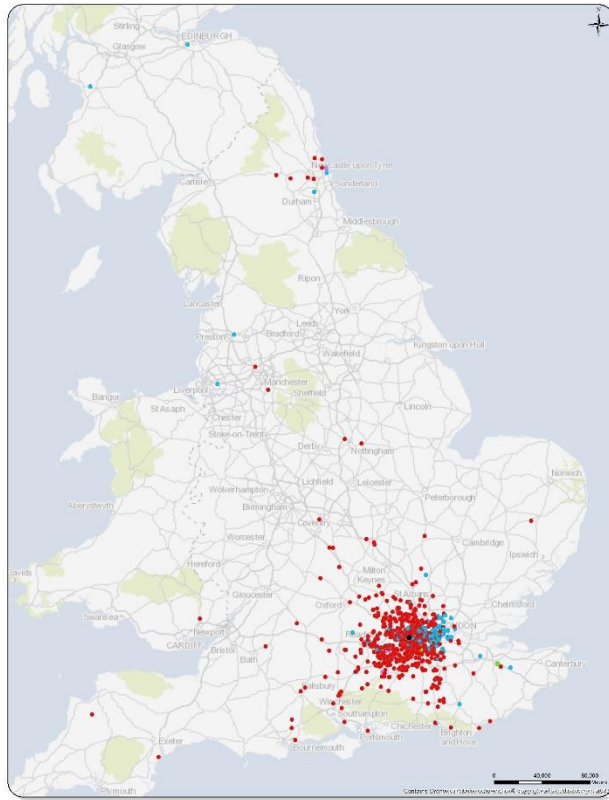 N
Stirling
EDINBURGH
Glasgow
Newcastle upon Tyne
Carlisle
Sunderland
Durham
Middlesbrough
Ripon
Lancaster
York
Leeds
Preston
Bradford
Kingston upon Hull
Wakefield
Manchester
Liverpool
Bangor
Sheffield
St Asaph
Chester
Lincoln
Stoke-on-Trent
Derby
Nottingham
Norwich
Lichfield
Leicester
Wolverhampton
Peterborough
Birmingham
Aberystwyth
Coventry
Worcester
Cambridge
Ipswich
Hereford
Milton
Keynes
avids
Gloucester
St Albans
Chelmsford
Oxford
Swansea
Newport
CARDIFF
Bristol
Bath
Canterbury
Salisbury
Winchester
Southampton
Chichester
Brighton
and Hove
Portsmouth
Bournemouth
Exeter
Plymouth
0 40,000 80,000
Contains Ordnance